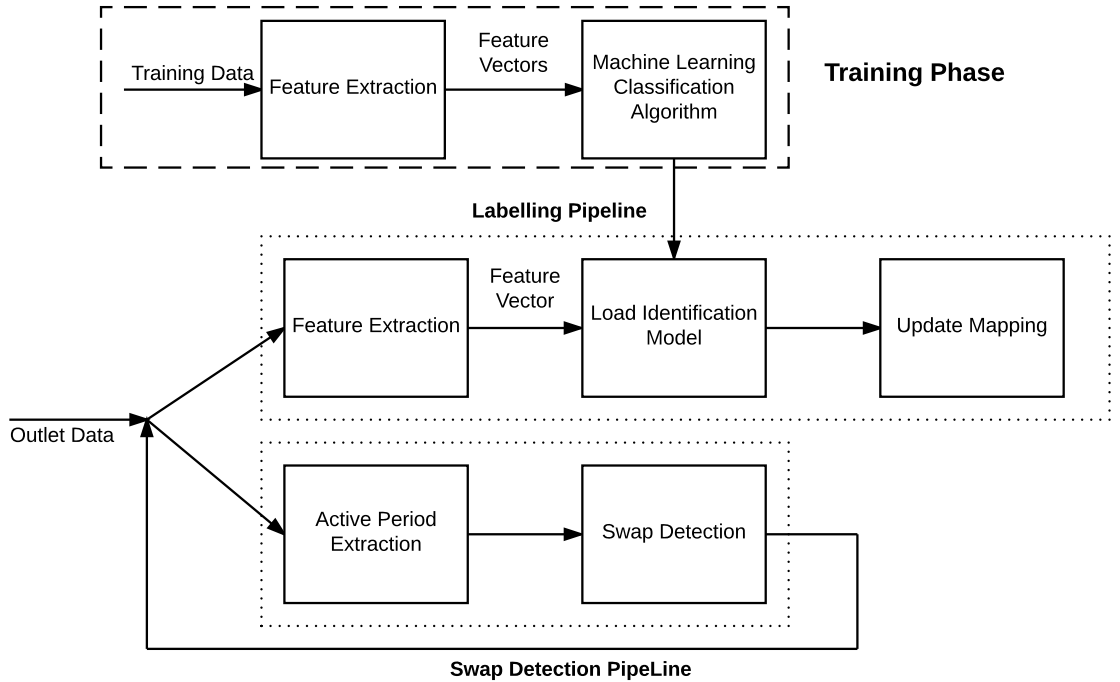 Training Data
Feature Extraction
Feature
Vectors
Machine Learning
Classification
Algorithm
Training Phase
Labelling Pipeline
Feature Extraction
Feature
Vector
Load Identification
Model
Update Mapping
Outlet Data
Active Period
Extraction
Swap Detection
Swap Detection PipeLine